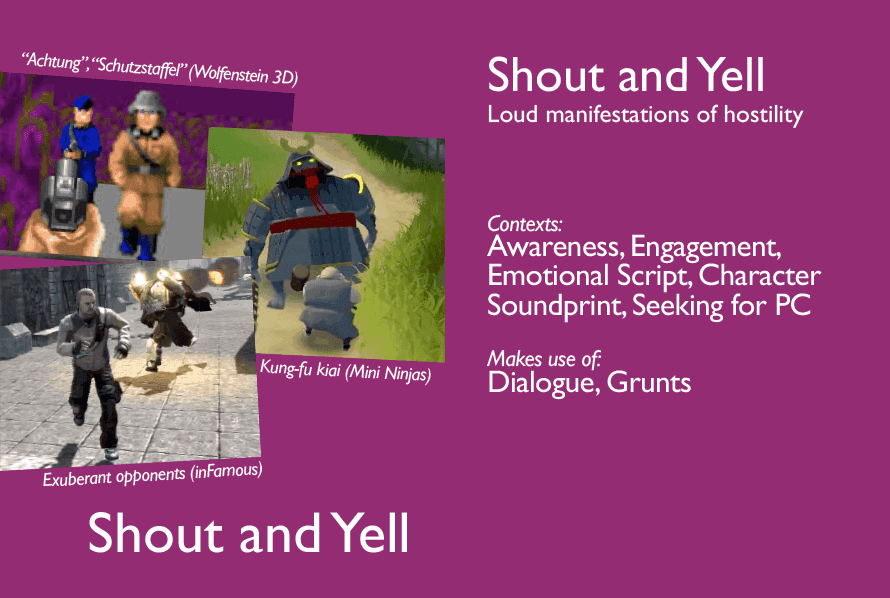 “Achtung”, “Schutzstaffel” (Wolfenstein 3D)
Kung-fu kiai (Mini Ninjas)
Exuberant opponents (inFamous)
Shout and Yell
Shout and Yell
Loud manifestations of hostility
Contexts:
Awareness, Engagement,
Emotional Script, Character
Soundprint, Seeking for PC
Makes use of:
Dialogue, Grunts